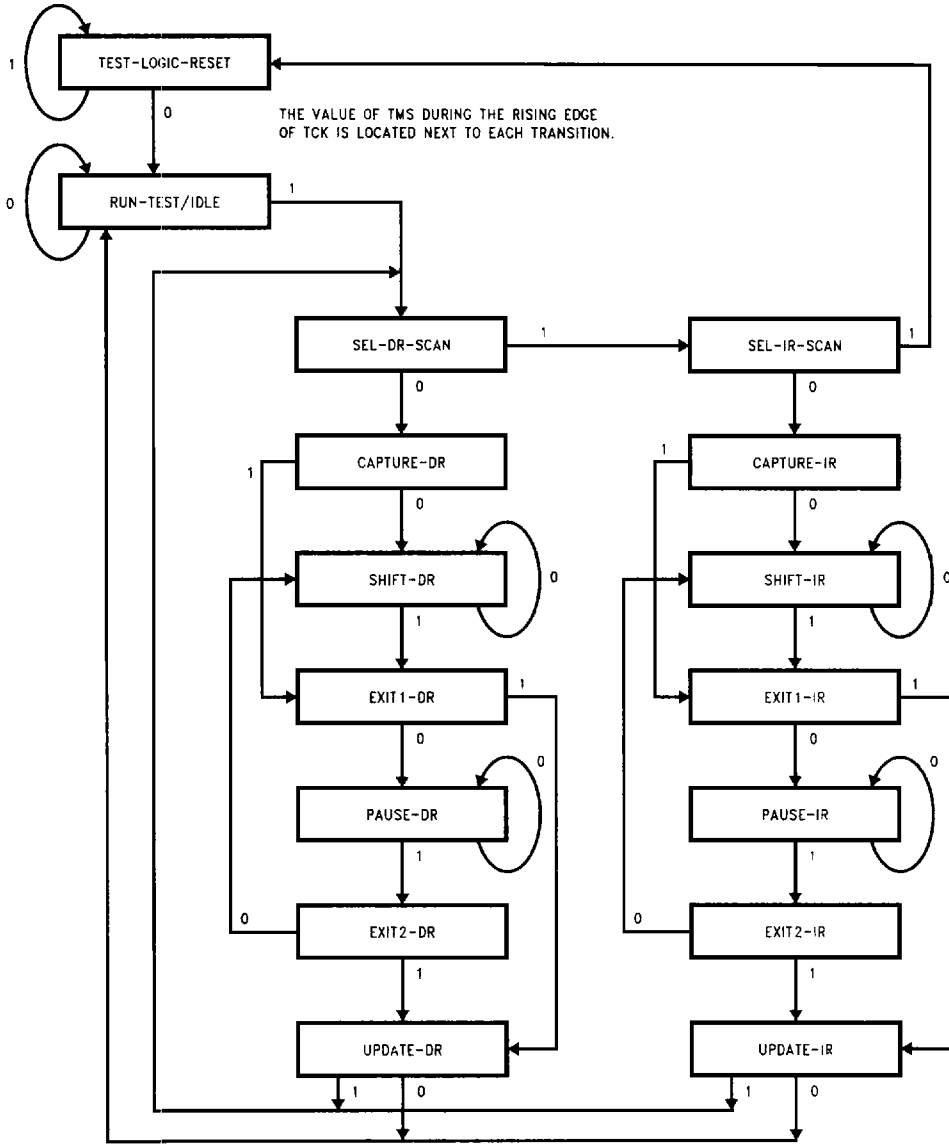 TEST-LOGIC-RESET
1
0
THE VALUE OF TMS DURING THE RISING EDGE
OF TCK IS LOCATED NEXT TO EACH TRANSITION.
RUN-TEST/IDLE
0
1
SEL-DR-SCAN
1
SEL-IR-SCAN
1
0
0
CAPTURE-DR
1
CAPTURE-IR
1
0
0
SHIFT-DR
0
SHIFT-IR
0
1
1
EXIT1-DR
1
EXIT1-IR
1
0
0
0
0
PAUSE-DR
PAUSE-IR
1
1
EXIT2-DR
0
EXIT2-IR
0
1
1
UPDATE-DR
UPDATE-IR
1
0
1
0